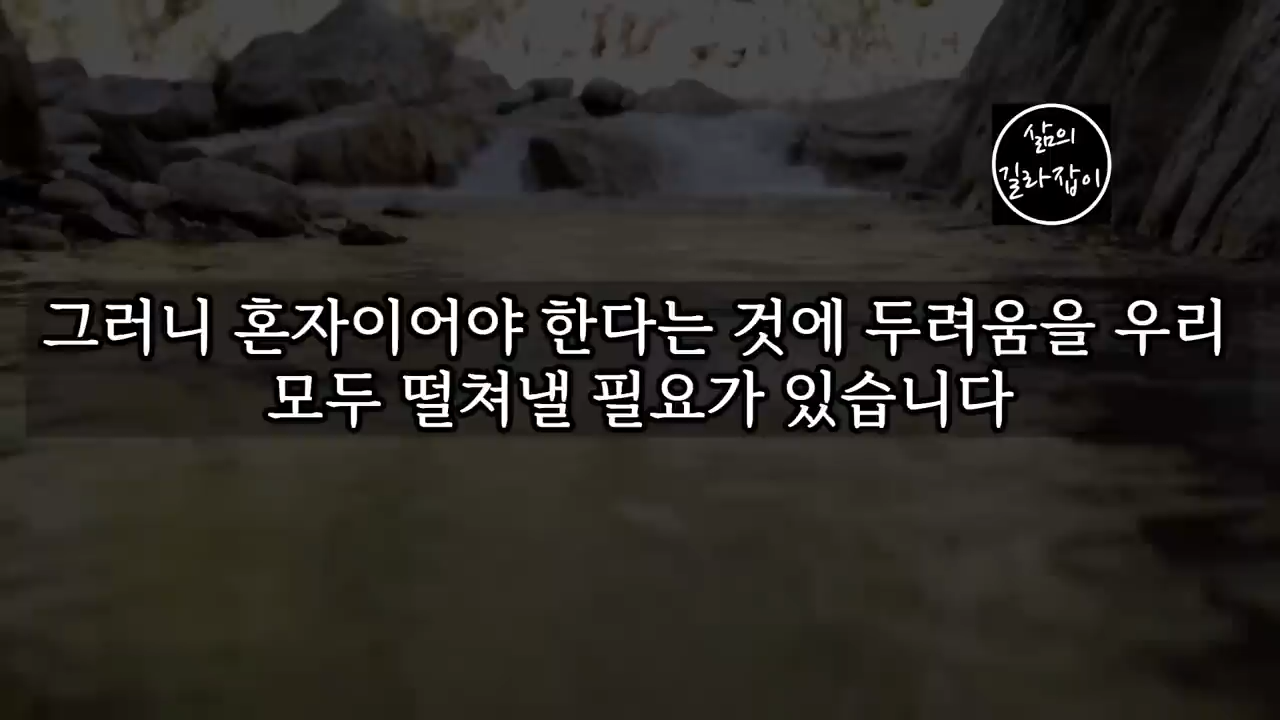 삶의
길라잡이
그러니 혼자이어야 한다는 것에 두려움을 우리
모두 떨쳐낼 필요가 있습니다